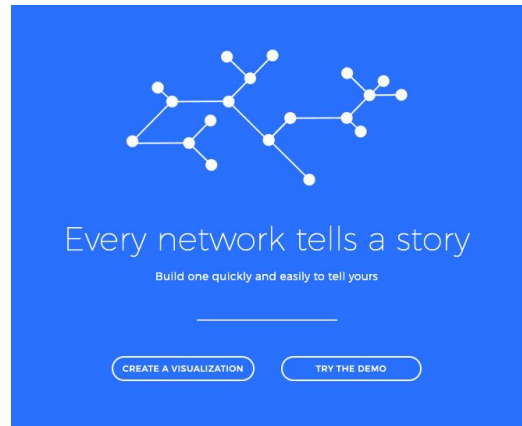 Every network tells a story
Build one quickly and easily to tell yours
CREATE A VISUALIZATION
TRY THE DEMO